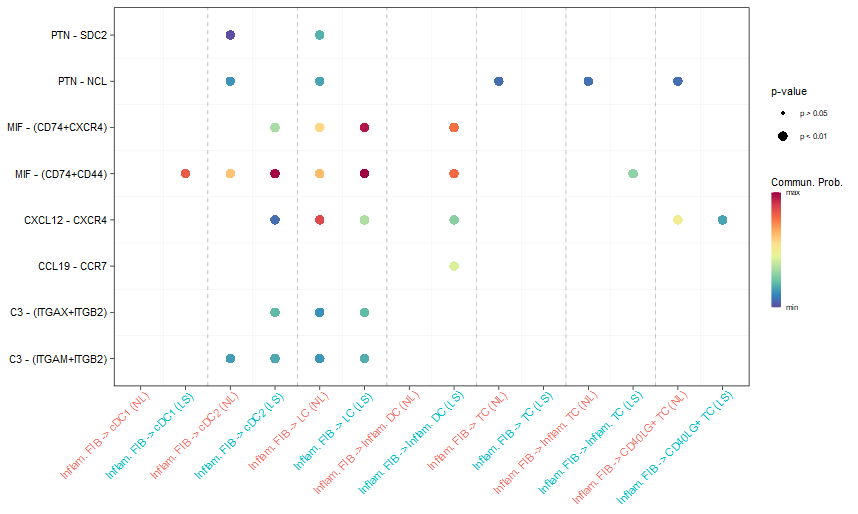 PTN - SDC2
PTN - NCL
MIF - (CD74+CXCR4)
MIF - (CD74+CD44)
CXCL12 - CXCR4
CCL19 - CCR7
C3 - (ITGAX+ITGB2)
C3 - (ITGAM+ITGB2)
Inflam. FIB -> cDC1 (NL)
Inflam. FIB -> cDC1 (LS)
Inflam. FIB -> cDC2 (NL)
Inflam. FIB -> cDC2 (LS)
Inflam. FIB -> LC (NL)
Inflam. FIB -> LC (LS)
Inflam. FIB -> Inflam. DC (NL)
Inflam. FIB -> Inflam. DC (LS)
Inflam. FIB -> TC (NL)
Inflam. FIB -> TC (LS)
Inflam. FIB -> Inflam. TC (NL)
Inflam. FIB -> Inflam. TC (LS)
Inflam. FIB -> CD40LG+ TC (NL)
Inflam. FIB -> CD40LG+ TC (LS)
p-value
p > 0.05
p < 0.01
Commun. Prob.
max
min